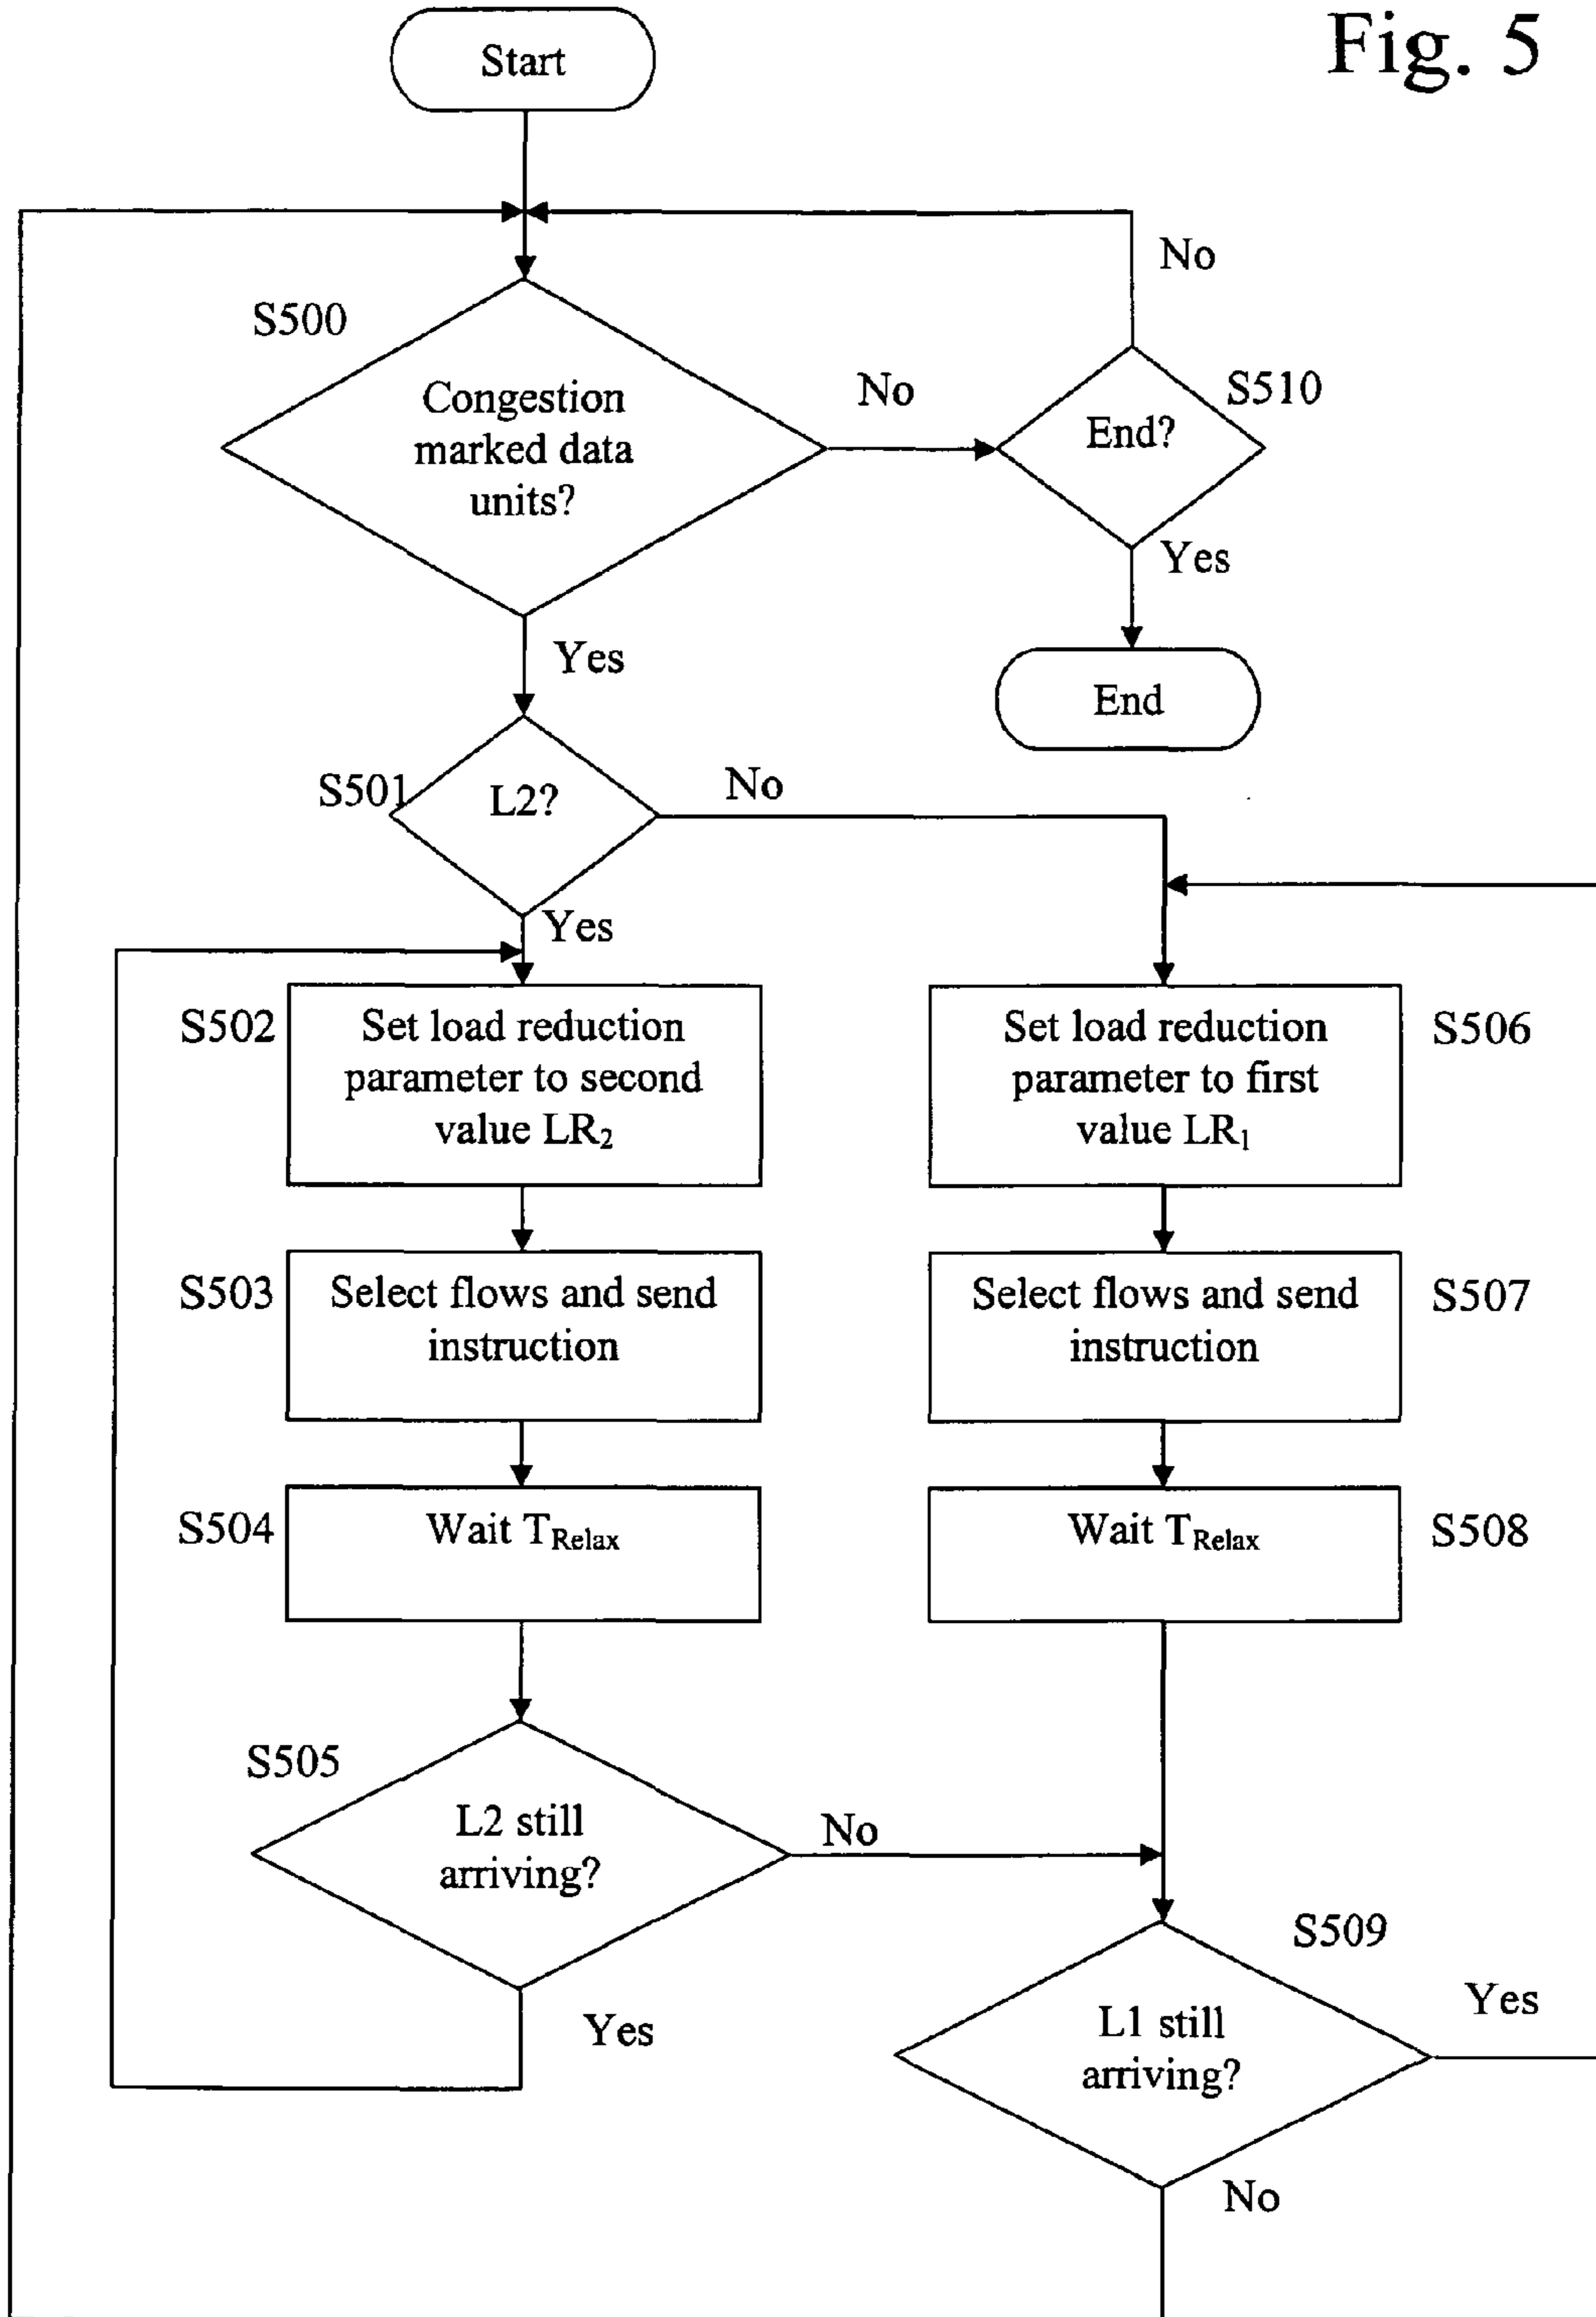 Fig. 5
Start
No
S500
Congestion
marked data
units?
No
S510
End?
Yes
Yes
End
S501
L2?
No
Yes
S502
Set load reduction
parameter to second
value LR₂
Set load reduction
parameter to first
value LR₁
S506
S503
Select flows and send
instruction
Select flows and send
instruction
S507
S504
Wait T_Relax
Wait T_Relax
S508
S505
L2 still
arriving?
No
Yes
S509
L1 still
arriving?
Yes
No